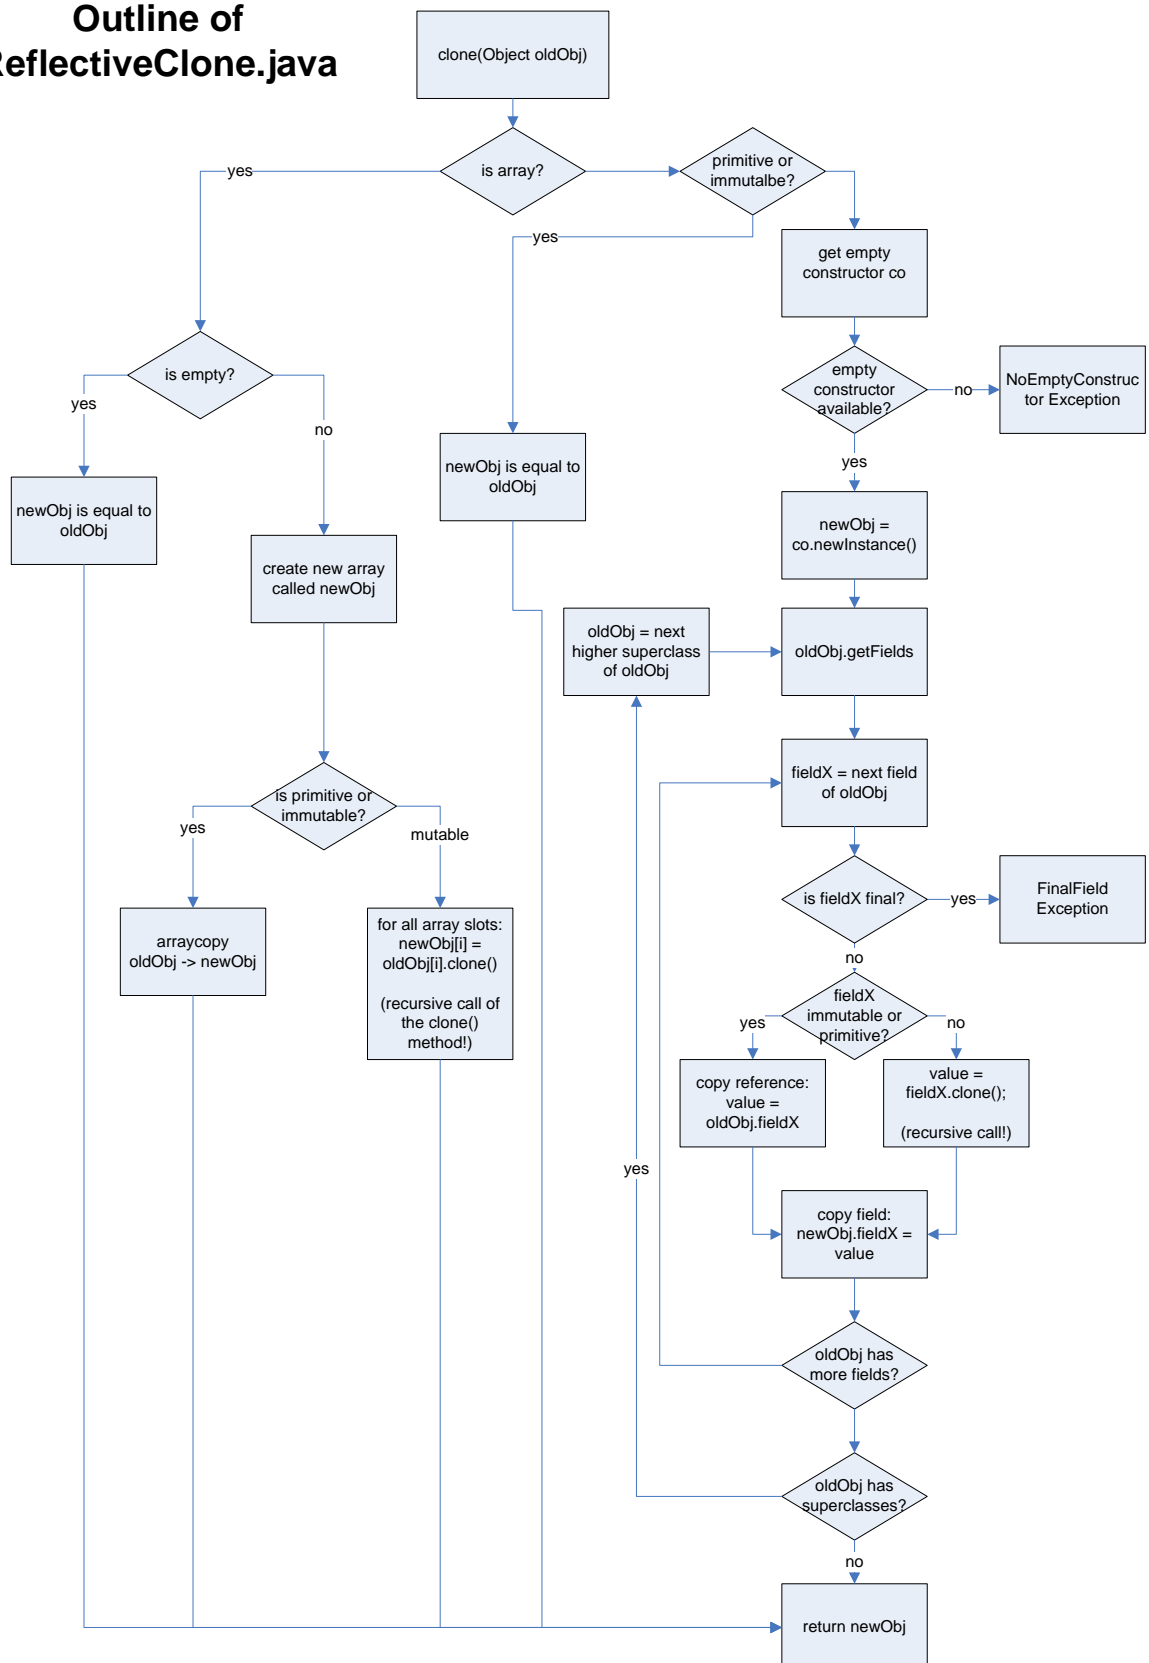 Outline of
ReflectiveClone.java
clone(Object oldObj)
is array?
primitive or
immutalbe?
yes
yes
get empty
constructor co
is empty?
empty
constructor
available?
no
NoEmptyConstruc
tor Exception
yes
no
newObj is equal to
oldObj
yes
newObj is equal to
oldObj
newObj =
co.newInstance()
create new array
called newObj
oldObj = next
higher superclass
of oldObj
oldObj.getFields
fieldX = next field
of oldObj
is primitive or
immutable?
yes
mutable
is fieldX final?
yes
FinalField
Exception
arraycopy
oldObj -> newObj
for all array slots:
newObj[i] =
oldObj[i].clone()
(recursive call of
the clone()
method!)
no
fieldX
immutable or
primitive?
yes
no
copy reference:
value =
oldObj.fieldX
value =
fieldX.clone();
(recursive call!)
yes
copy field:
newObj.fieldX =
value
oldObj has
more fields?
oldObj has
superclasses?
no
return newObj